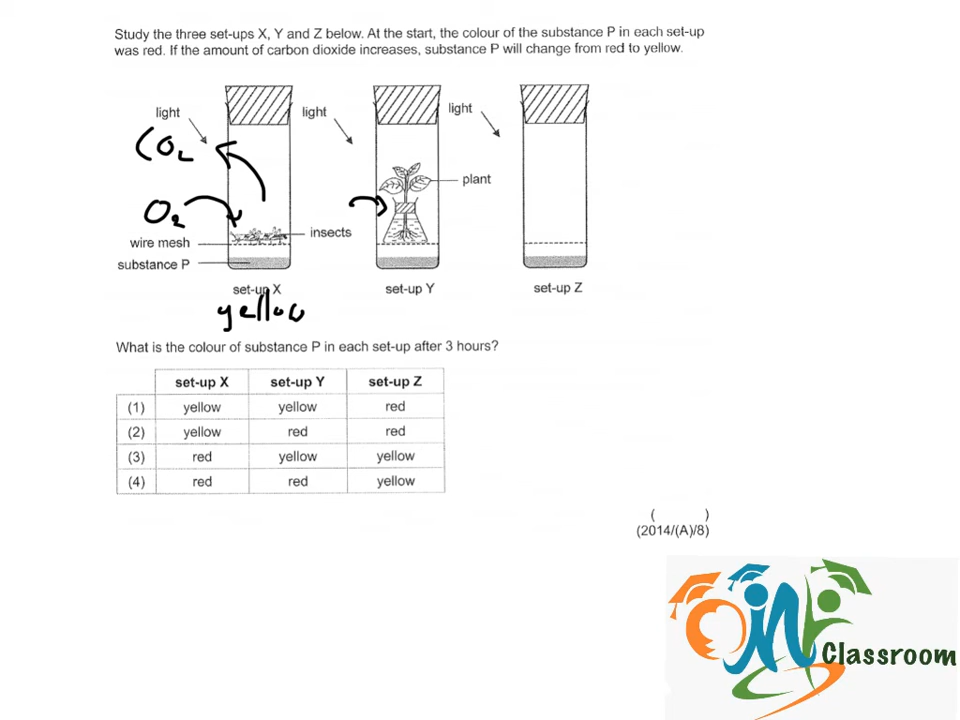 Study the three set-ups X, Y and Z below. At the start, the colour of the substance P in each set-up
was red. If the amount of carbon dioxide increases, substance P will change from red to yellow.
light light light
CO2
plant
O2
insects
wire mesh
substance P
set-up X set-up Y set-up Z
yellow
What is the colour of substance P in each set-up after 3 hours?
set-up X set-up Y set-up Z
(1) yellow yellow red
(2) yellow red red
(3) red yellow yellow
(4) red red yellow
( )
(2014/(A)/8)
Classroom